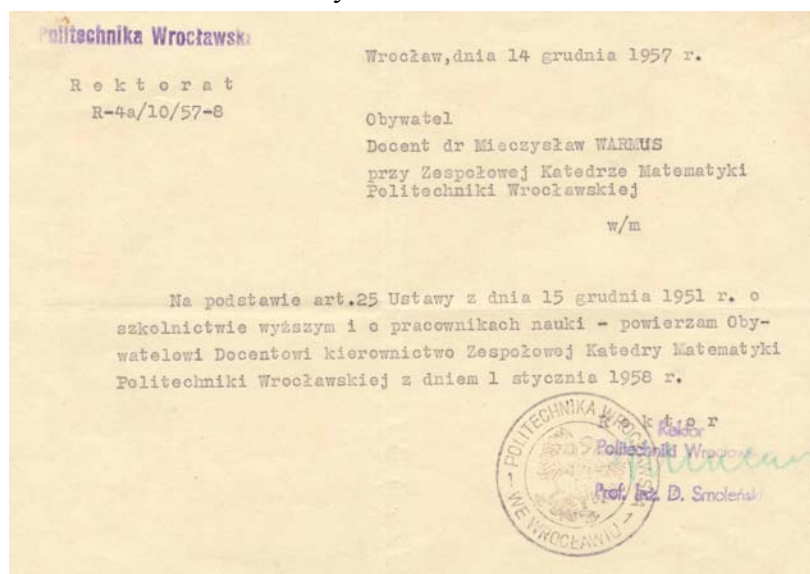 Politechnika Wrocławska
Wrocław,dnia 14 grudnia 1957 r.
R e k t o r a t
R-4a/10/57-8
Obywatel
Docent dr Mieczysław WARMUS
przy Zespołowej Katedrze Matematyki
Politechniki Wrocławskiej
w/m
Na podstawie art.25 Ustawy z dnia 15 grudnia 1951 r. o
szkolnictwie wyższym i o pracownikach nauki - powierzam Oby-
watelowi Docentowi kierownictwo Zespołowej Katedry Matematyki
Politechniki Wrocławskiej z dniem 1 stycznia 1958 r.
R e k t o r
Rektor
Politechniki Wrocławskiej
Prof. inż. D. Smoleński
POLITECHNIKA WROCŁAWSKA
WE WROCŁAWIU